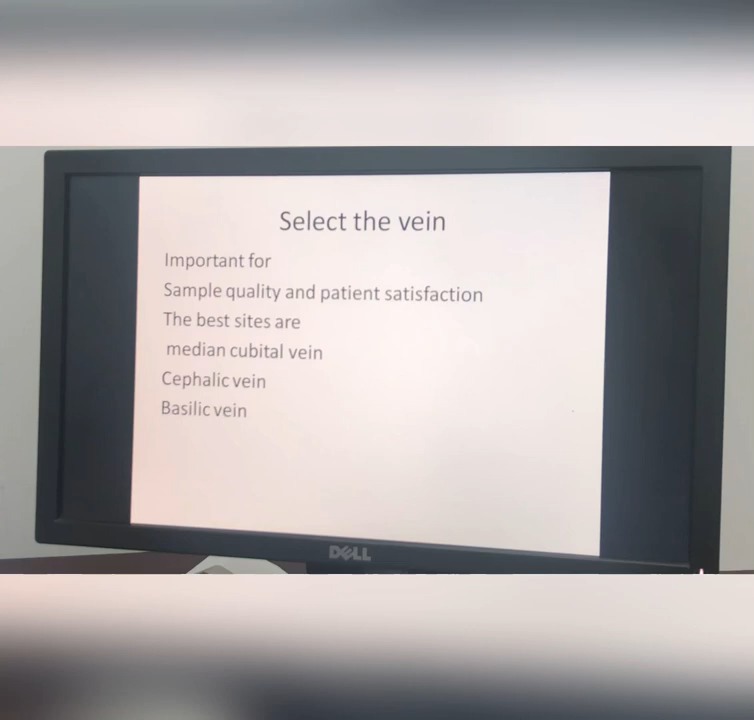 Select the vein
Important for
Sample quality and patient satisfaction
The best sites are
median cubital vein
Cephalic vein
Basilic vein
DELL